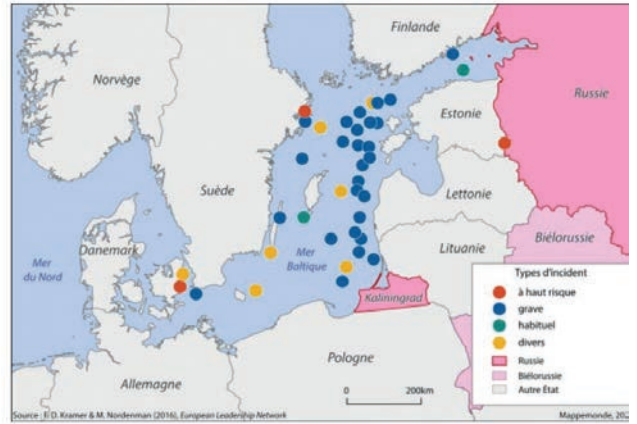 Finlande
Norvège
Russie
Estonie
Suède
Lettonie
Mer
du Nord
Danemark
Mer
Baltique
Lituanie
Biélorussie
Kaliningrad
Allemagne
Pologne
Types d'incident
à haut risque
grave
habituel
divers
Russie
Biélorussie
Autre État
0 200km
Source : F. D. Kramer & M. Nordenman (2016), European Leadership Network
Mappemonde,